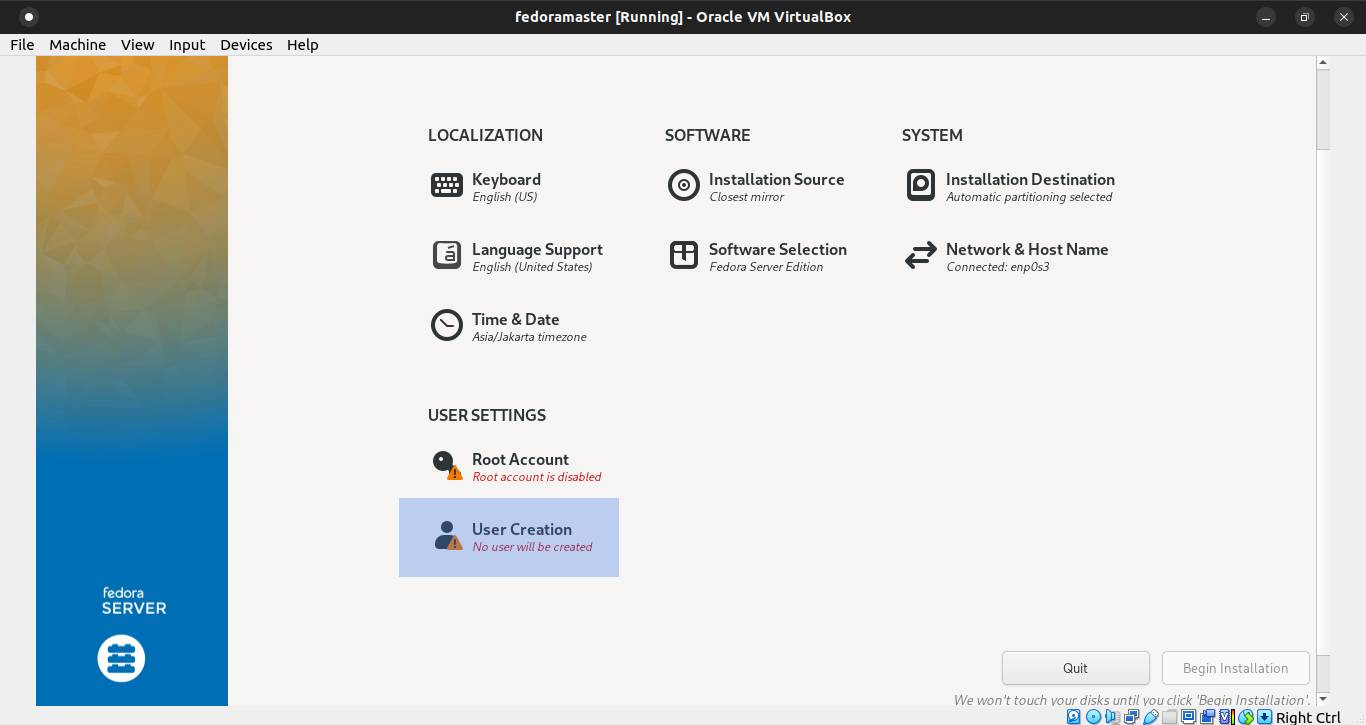 fedoramaster [Running] - Oracle VM VirtualBox
File Machine View Input Devices Help
LOCALIZATION
Keyboard
English (US)
Language Support
English (United States)
Time & Date
Asia/Jakarta timezone
SOFTWARE
Installation Source
Closest mirror
Software Selection
Fedora Server Edition
SYSTEM
Installation Destination
Automatic partitioning selected
Network & Host Name
Connected: enp0s3
USER SETTINGS
Root Account
Root account is disabled
User Creation
No user will be created
fedora
SERVER
Quit
Begin Installation
We won't touch your disks until you click 'Begin Installation'.
Right Ctrl